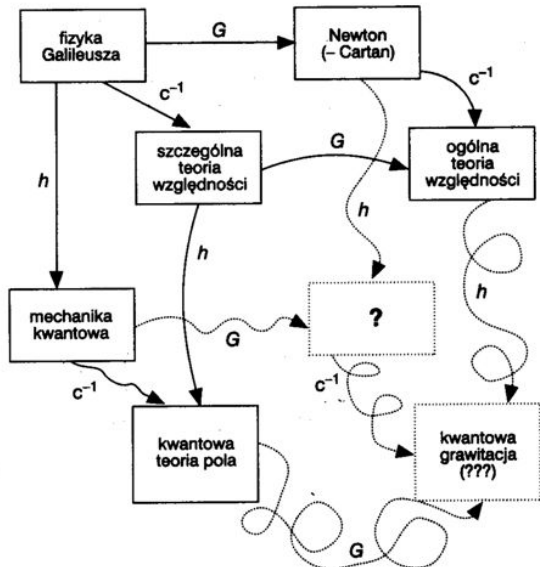 fizyka
Galileusza
G
Newton
(– Cartan)
c⁻¹
c⁻¹
szczególna
teoria
względności
G
ogólna
teoria
względności
h
h
h
h
mechanika
kwantowa
G
?
c⁻¹
c⁻¹
kwantowa
teoria pola
kwantowa
grawitacja
(???)
G